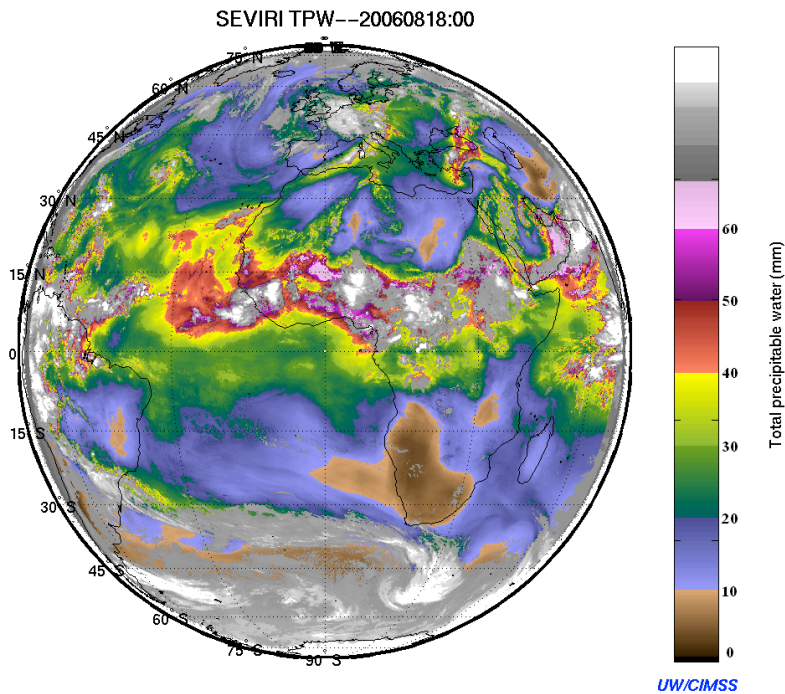 SEVIRI TPW--20060818:00
75° N
60° N
45° N
30° N
15° N
0
15° S
30° S
45° S
60° S
75° S
90° S
60
50
40
30
20
10
0
Total precipitable water (mm)
UW/CIMSS